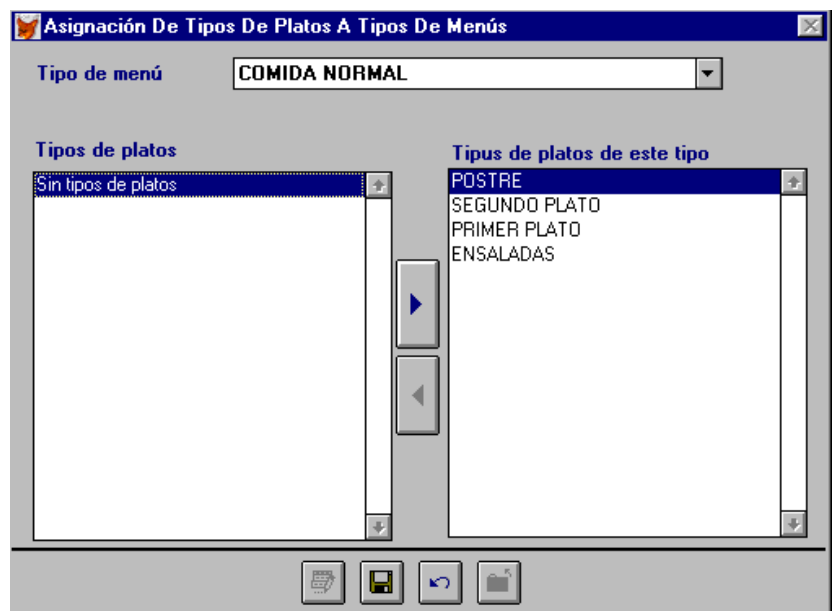 Asignación De Tipos De Platos A Tipos De Menús
Tipo de menú
COMIDA NORMAL
Tipos de platos
Tipus de platos de este tipo
Sin tipos de platos
POSTRE
SEGUNDO PLATO
PRIMER PLATO
ENSALADAS